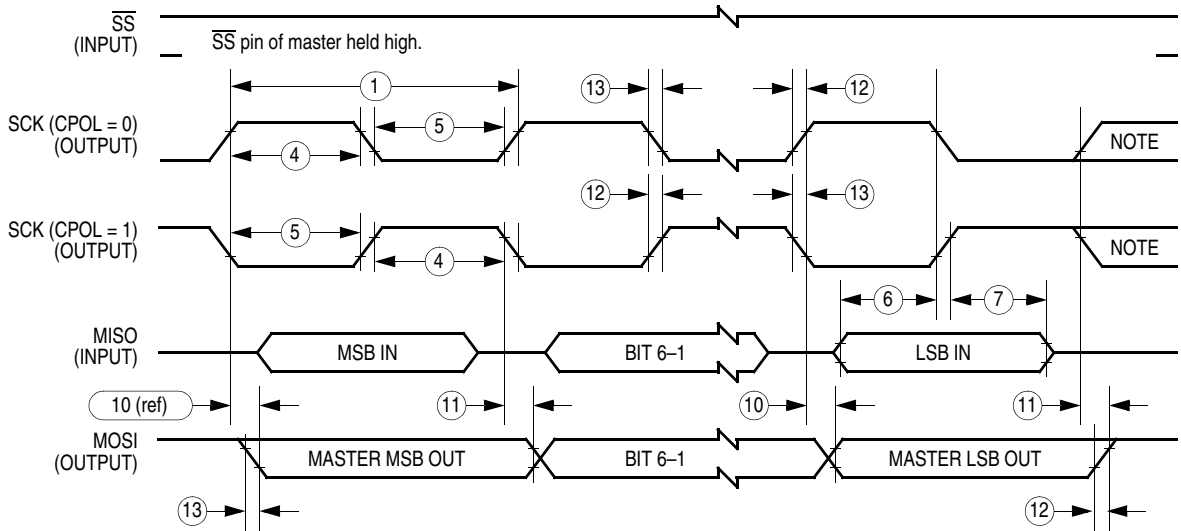 SS
(INPUT)
SS pin of master held high.
1
13
12
SCK (CPOL = 0)
(OUTPUT)
5
4
NOTE
12
13
SCK (CPOL = 1)
(OUTPUT)
5
4
NOTE
6
7
MISO
(INPUT)
MSB IN
BIT 6–1
LSB IN
10 (ref)
11
10
11
MOSI
(OUTPUT)
MASTER MSB OUT
BIT 6–1
MASTER LSB OUT
13
12